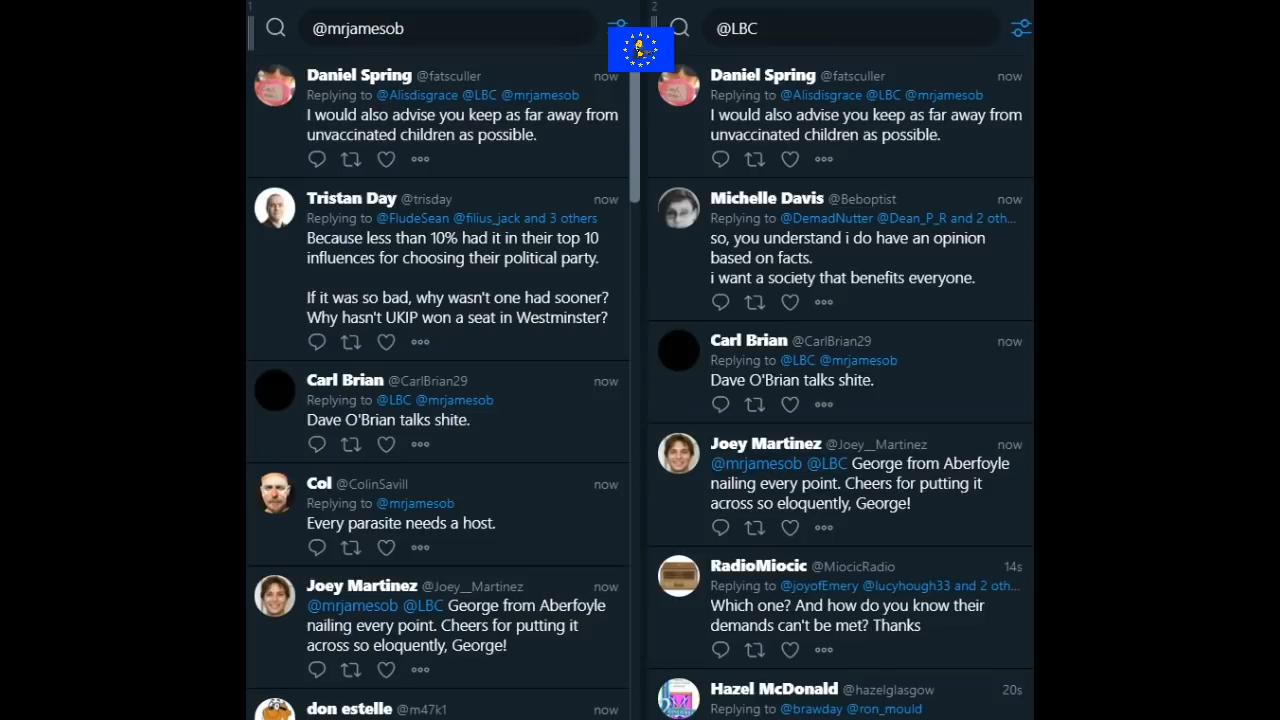 1
@mrjamesob
Daniel Spring @fatsculler now
Replying to @Alisdisgrace @LBC @mrjamesob
I would also advise you keep as far away from
unvaccinated children as possible.
Tristan Day @trisday now
Replying to @FludeSean @filius_jack and 3 others
Because less than 10% had it in their top 10
influences for choosing their political party.
If it was so bad, why wasn't one had sooner?
Why hasn't UKIP won a seat in Westminster?
Carl Brian @CarlBrian29 now
Replying to @LBC @mrjamesob
Dave O'Brian talks shite.
Col @ColinSavill now
Replying to @mrjamesob
Every parasite needs a host.
Joey Martinez @Joey__Martinez now
@mrjamesob @LBC George from Aberfoyle
nailing every point. Cheers for putting it
across so eloquently, George!
don estelle @m47k1 now
2
@LBC
Daniel Spring @fatsculler now
Replying to @Alisdisgrace @LBC @mrjamesob
I would also advise you keep as far away from
unvaccinated children as possible.
Michelle Davis @Beboptist now
Replying to @DemadNutter @Dean_P_R and 2 oth...
so, you understand i do have an opinion
based on facts.
i want a society that benefits everyone.
Carl Brian @CarlBrian29 now
Replying to @LBC @mrjamesob
Dave O'Brian talks shite.
Joey Martinez @Joey__Martinez now
@mrjamesob @LBC George from Aberfoyle
nailing every point. Cheers for putting it
across so eloquently, George!
RadioMiocic @MiocicRadio 14s
Replying to @joyofEmery @lucyhough33 and 2 oth...
Which one? And how do you know their
demands can't be met? Thanks
Hazel McDonald @hazelglasgow 20s
Replying to @brawday @ron_mould